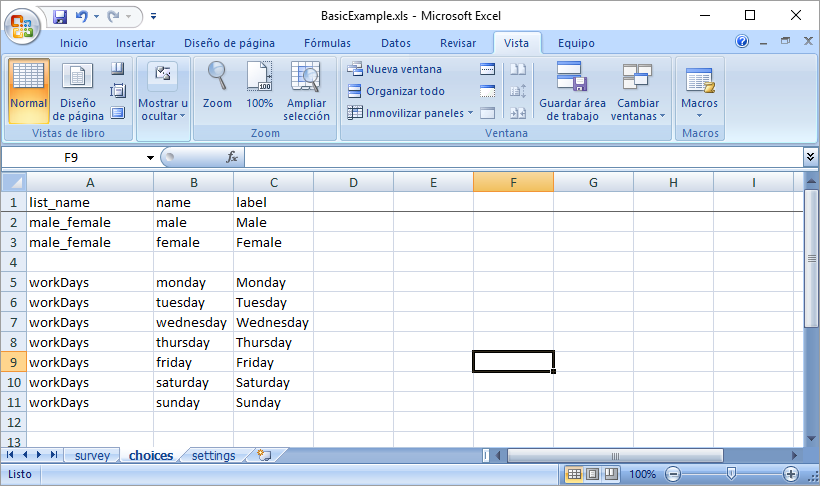 BasicExample.xls - Microsoft Excel
Inicio Insertar Diseño de página Fórmulas Datos Revisar Vista Equipo
Normal
Diseño de página
Mostrar u ocultar
Zoom
100
100%
Ampliar selección
Nueva ventana
Organizar todo
Inmovilizar paneles
Guardar área de trabajo
Cambiar ventanas
Macros
Vistas de libro Zoom Ventana Macros
F9 fx
A B C D E F G H I
1 list_name name label
2 male_female male Male
3 male_female female Female
4
5 workDays monday Monday
6 workDays tuesday Tuesday
7 workDays wednesday Wednesday
8 workDays thursday Thursday
9 workDays friday Friday
10 workDays saturday Saturday
11 workDays sunday Sunday
12
13
survey choices settings
Listo 100%